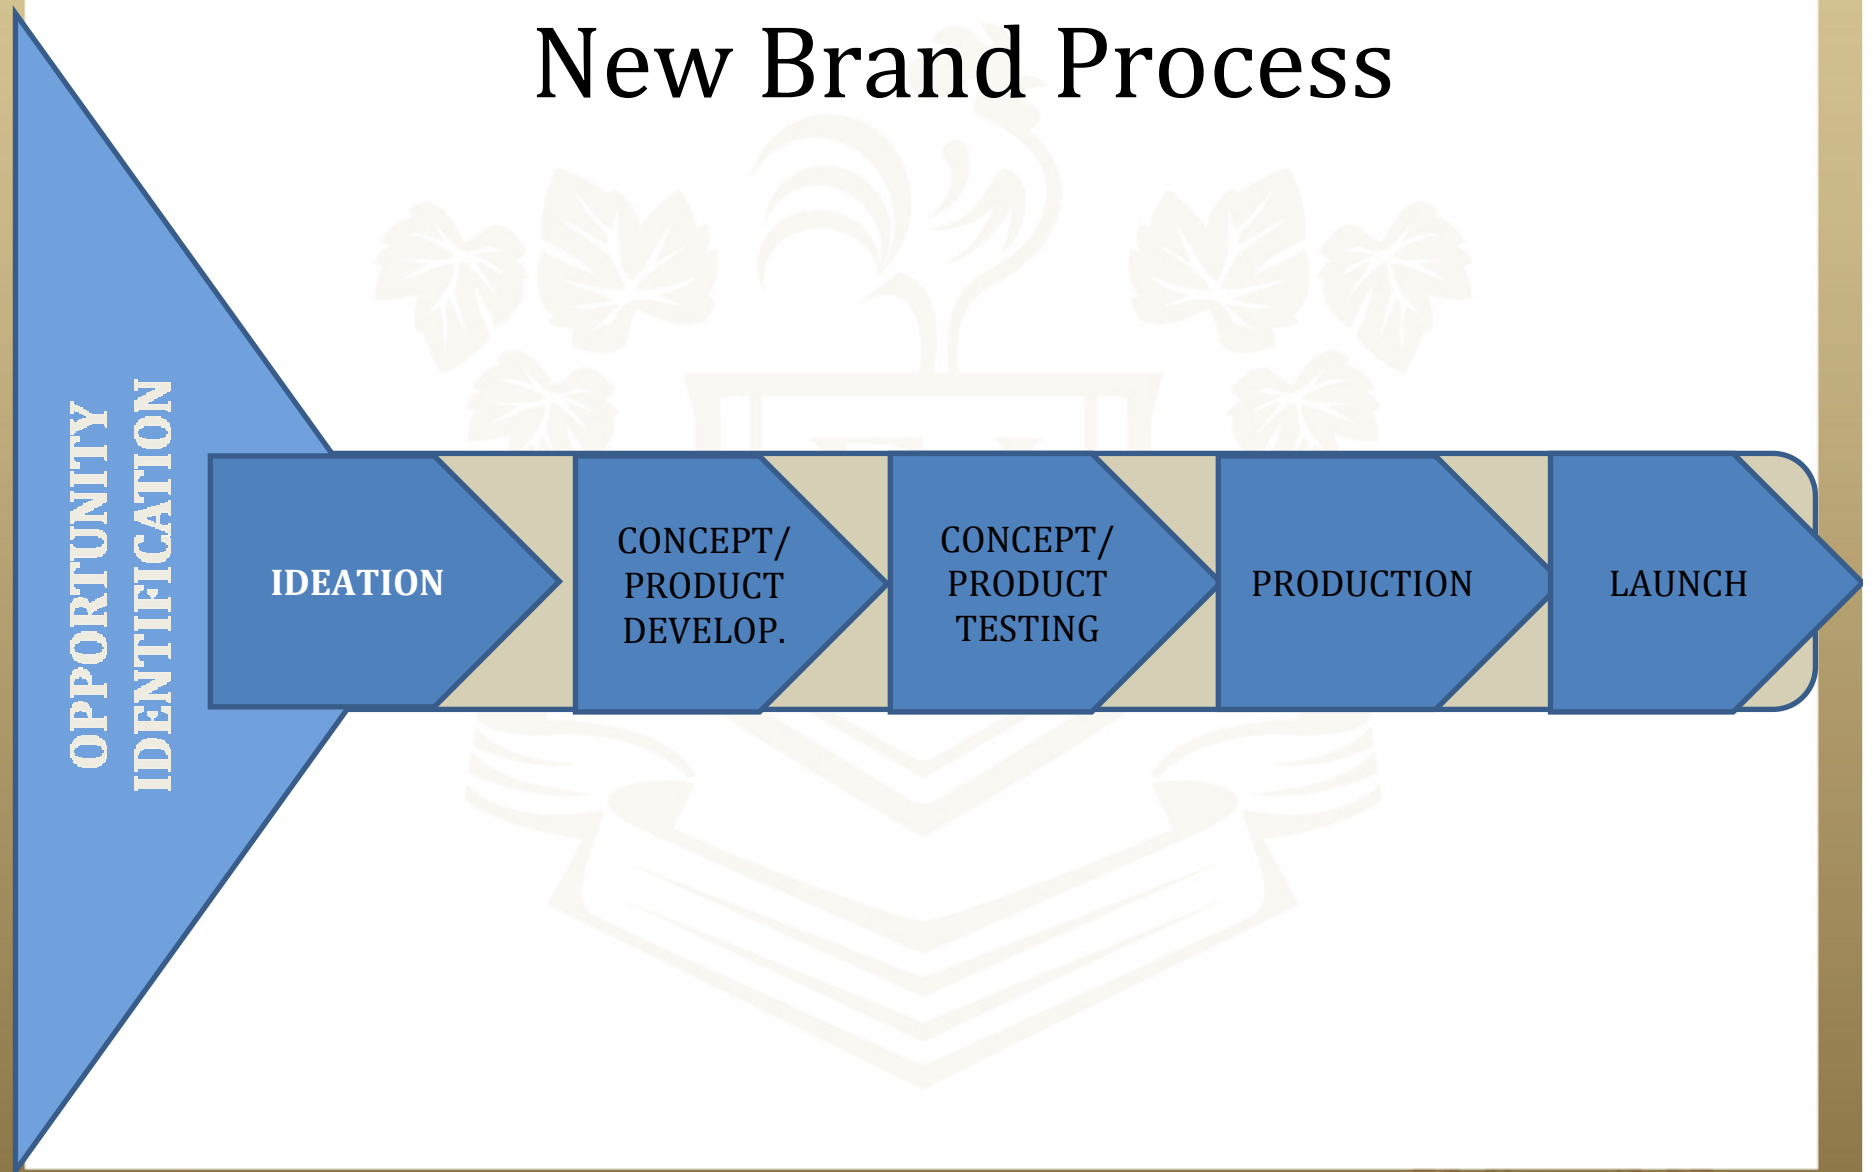 New Brand Process
OPPORTUNITY
IDENTIFICATION
IDEATION
CONCEPT/
PRODUCT
DEVELOP.
CONCEPT/
PRODUCT
TESTING
PRODUCTION
LAUNCH